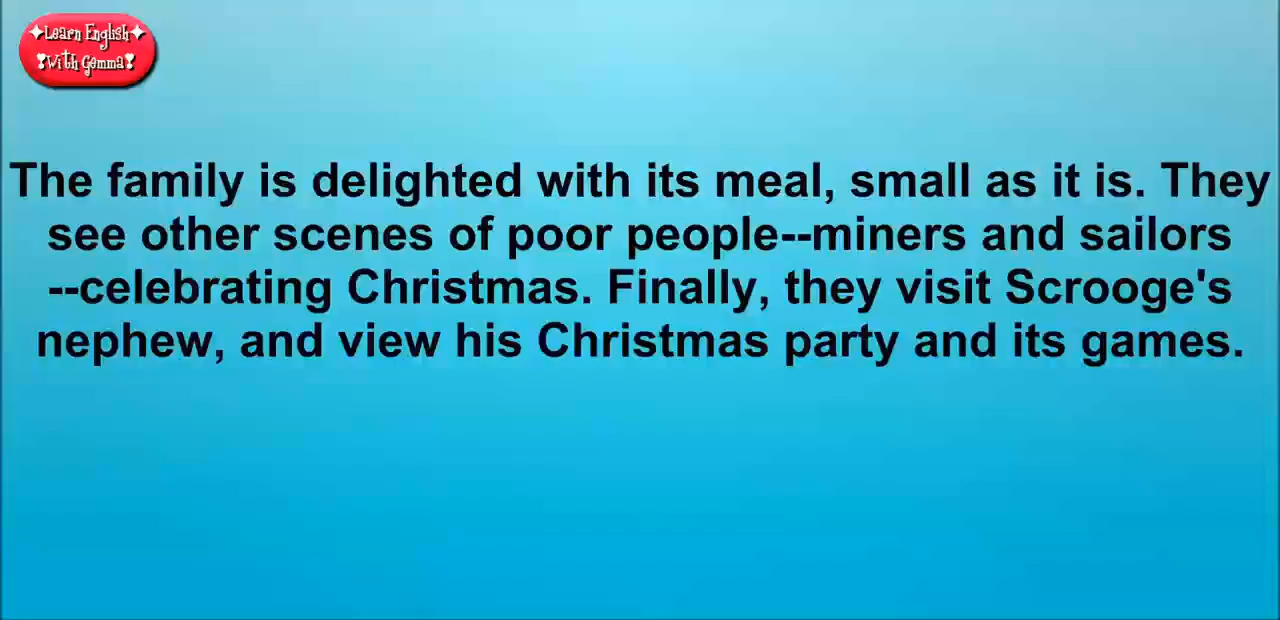 Learn English
With Gemma
The family is delighted with its meal, small as it is. They
see other scenes of poor people--miners and sailors
--celebrating Christmas. Finally, they visit Scrooge's
nephew, and view his Christmas party and its games.